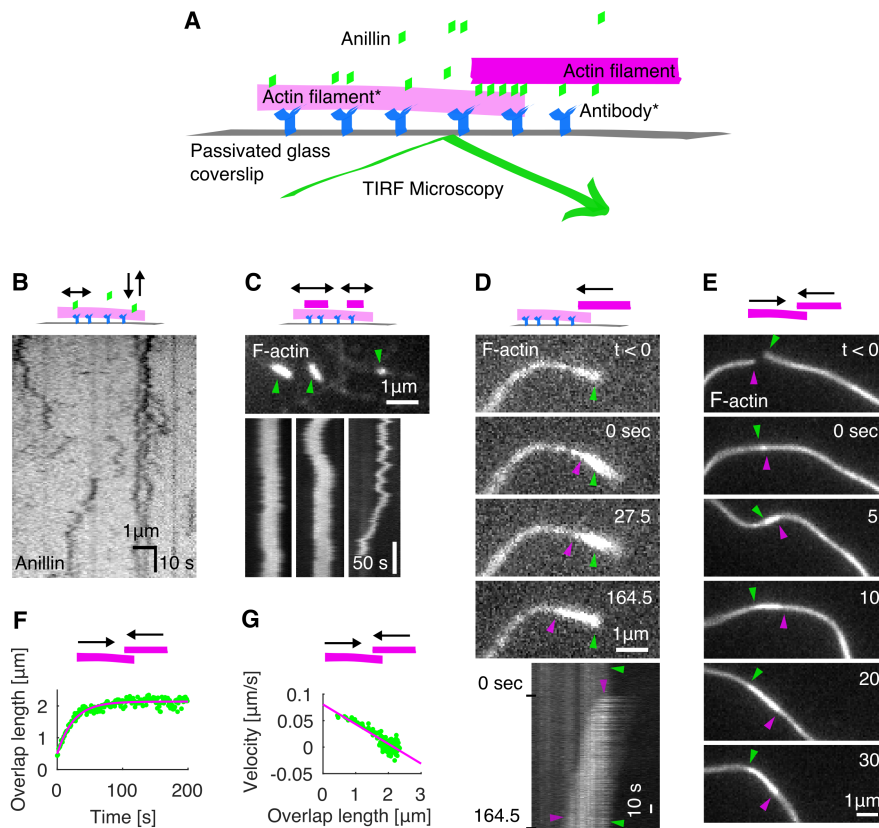 A
Anillin
Actin filament
Actin filament*
Antibody*
Passivated glass
coverslip
TIRF Microscopy
B
1µm
10 s
Anillin
C
F-actin
1µm
50 s
D
F-actin
t < 0
0 sec
27.5
164.5
1µm
0 sec
164.5
10 s
E
t < 0
F-actin
0 sec
5
10
20
30
1µm
F
Overlap length [µm]
2
1
0
0
100
200
Time [s]
G
Velocity [µm/s]
0.1
0.05
0
-0.05
0
1
2
3
Overlap length [µm]